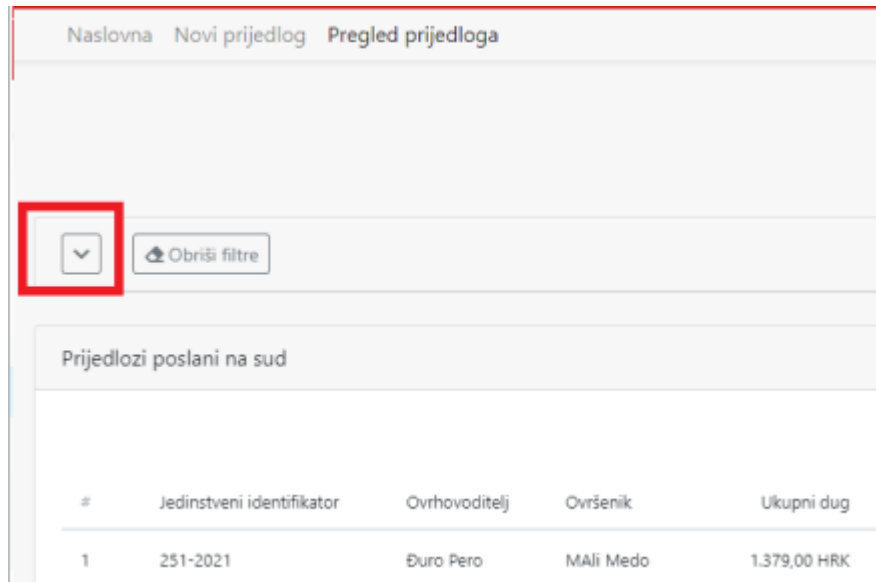 Naslovna Novi prijedlog Pregled prijedloga
Obriši filtre
Prijedlozi poslani na sud
# Jedinstveni identifikator Ovrhovoditelj Ovršenik Ukupni dug
1 251-2021 Đuro Pero MAli Medo 1.379,00 HRK